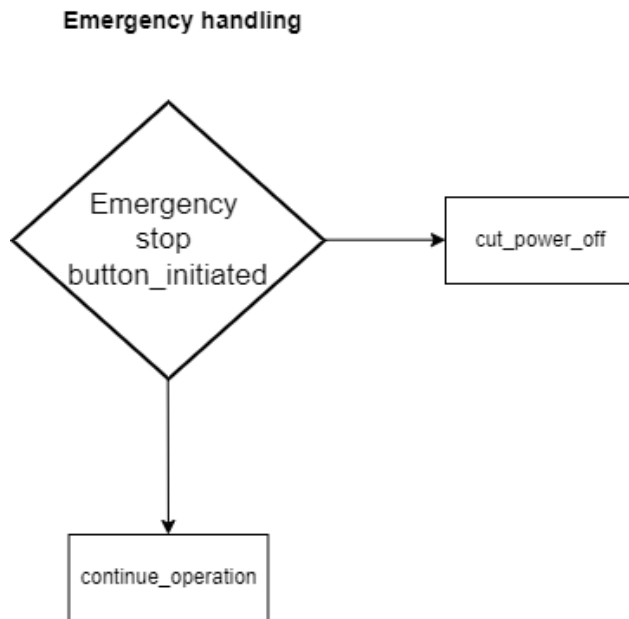 Emergency handling
Emergency
stop
button_initiated
cut_power_off
continue_operation